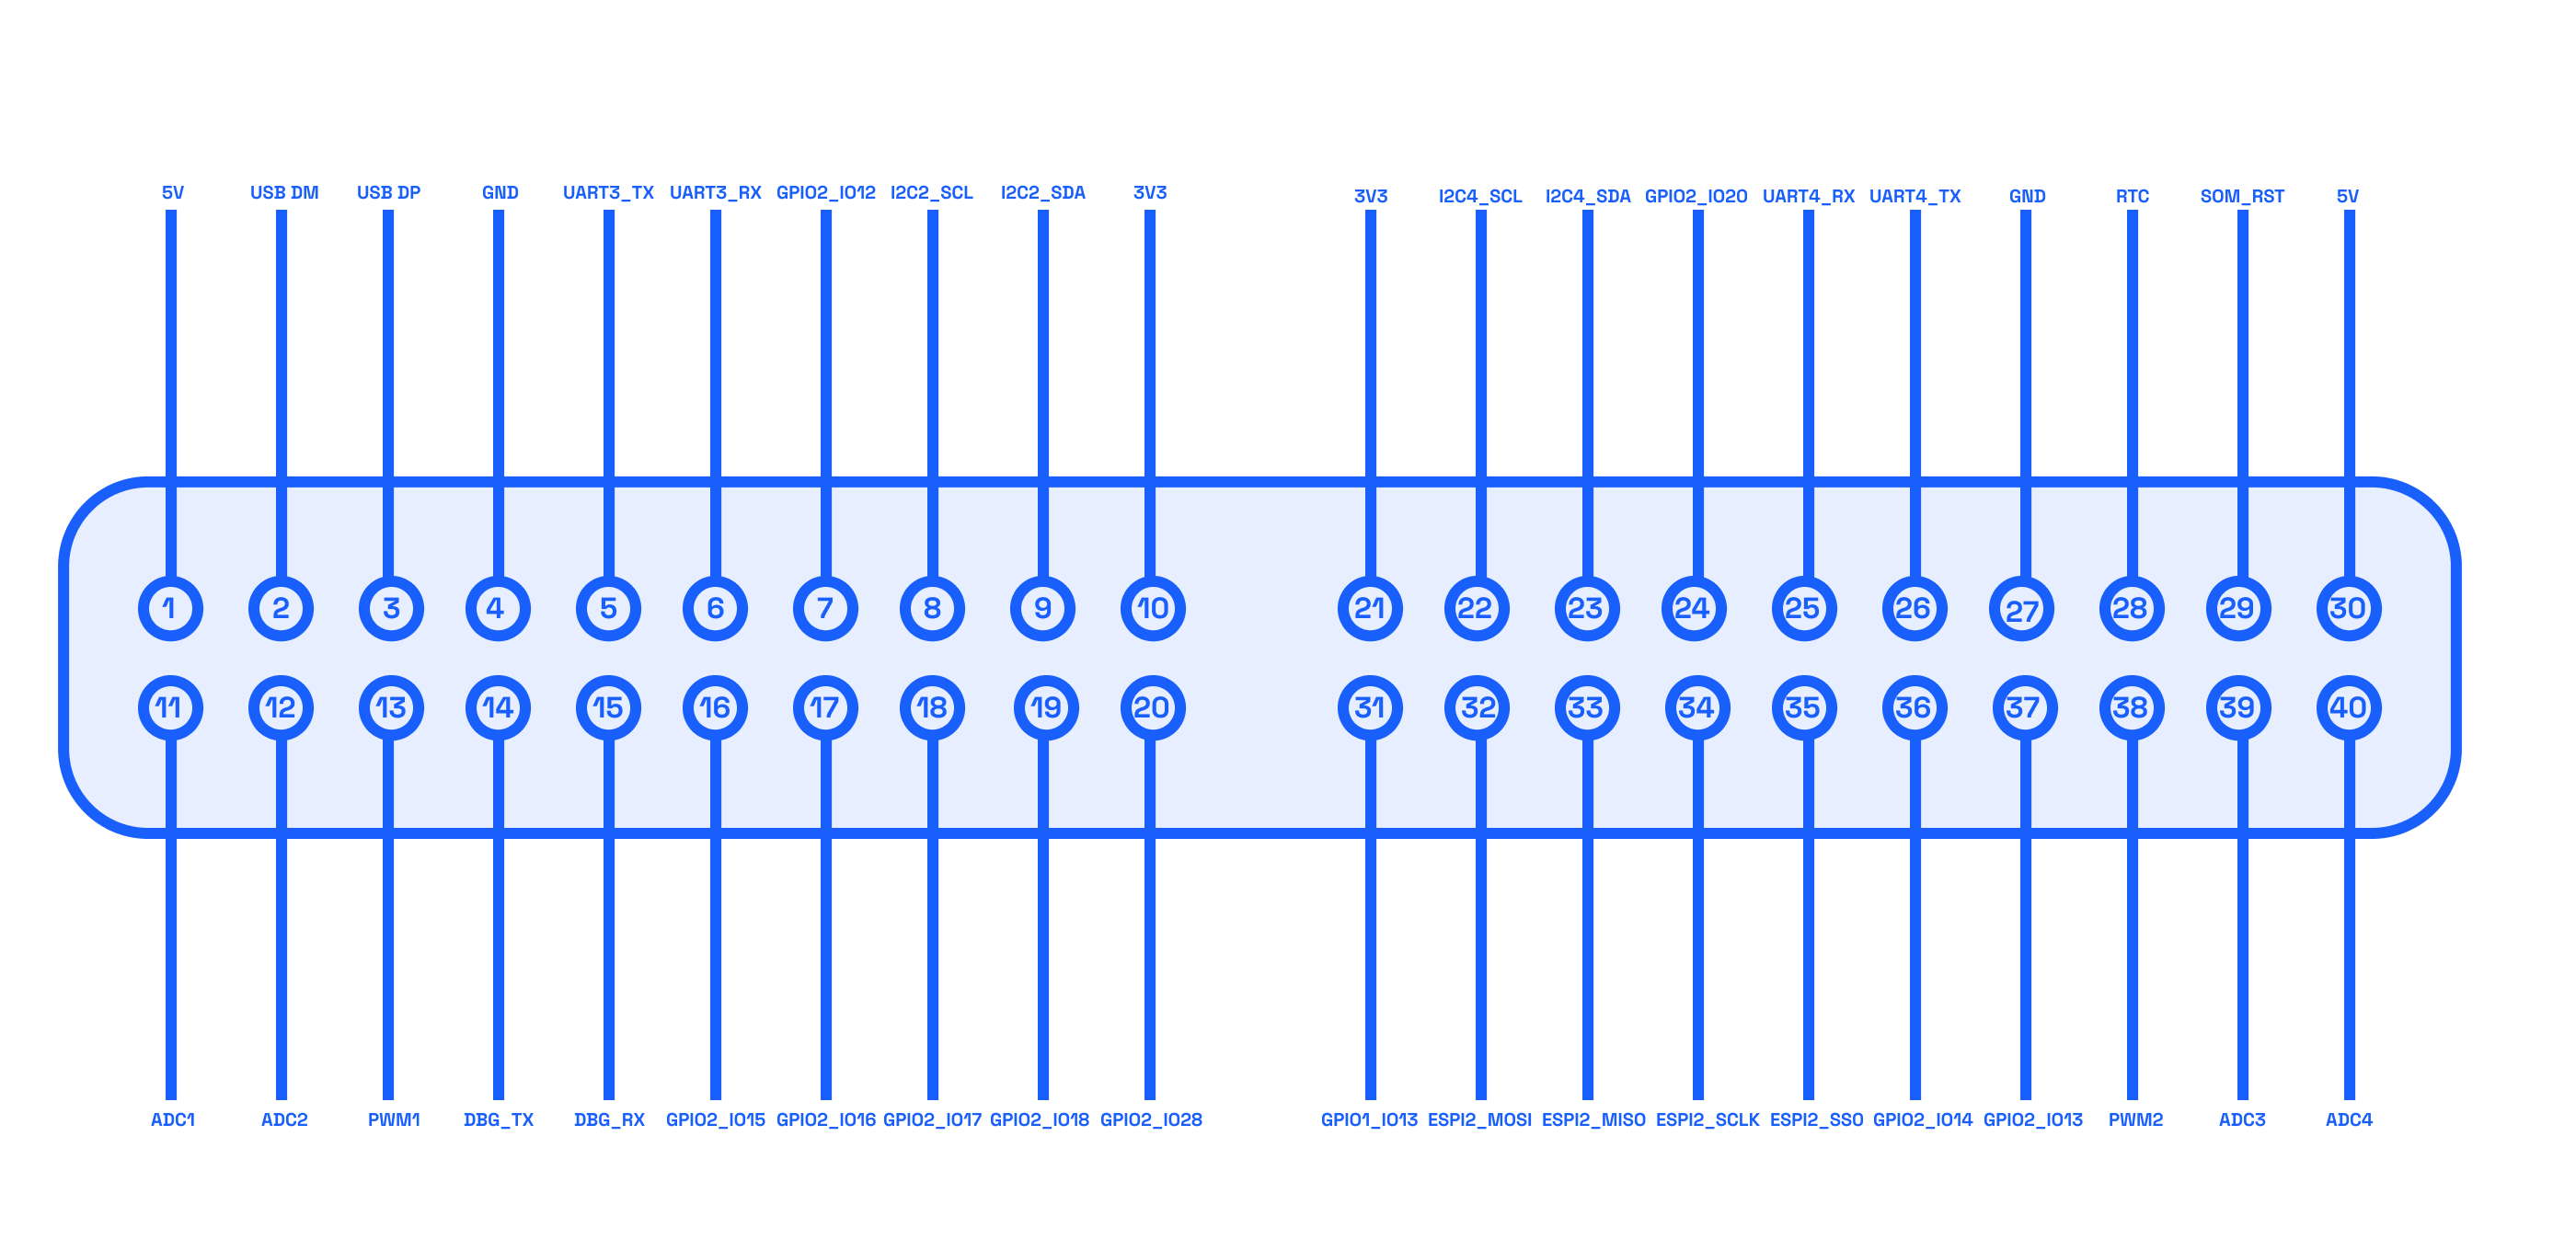 5V USB DM USB DP GND UART3_TX UART3_RX GPIO2_IO12 I2C2_SCL I2C2_SDA 3V3 3V3 I2C4_SCL I2C4_SDA GPIO2_IO20 UART4_RX UART4_TX GND RTC SOM_RST 5V
1 2 3 4 5 6 7 8 9 10 21 22 23 24 25 26 27 28 29 30
11 12 13 14 15 16 17 18 19 20 31 32 33 34 35 36 37 38 39 40
ADC1 ADC2 PWM1 DBG_TX DBG_RX GPIO2_IO15 GPIO2_IO16 GPIO2_IO17 GPIO2_IO18 GPIO2_IO28 GPIO1_IO13 ESPI2_MOSI ESPI2_MISO ESPI2_SCLK ESPI2_SS0 GPIO2_IO14 GPIO2_IO13 PWM2 ADC3 ADC4